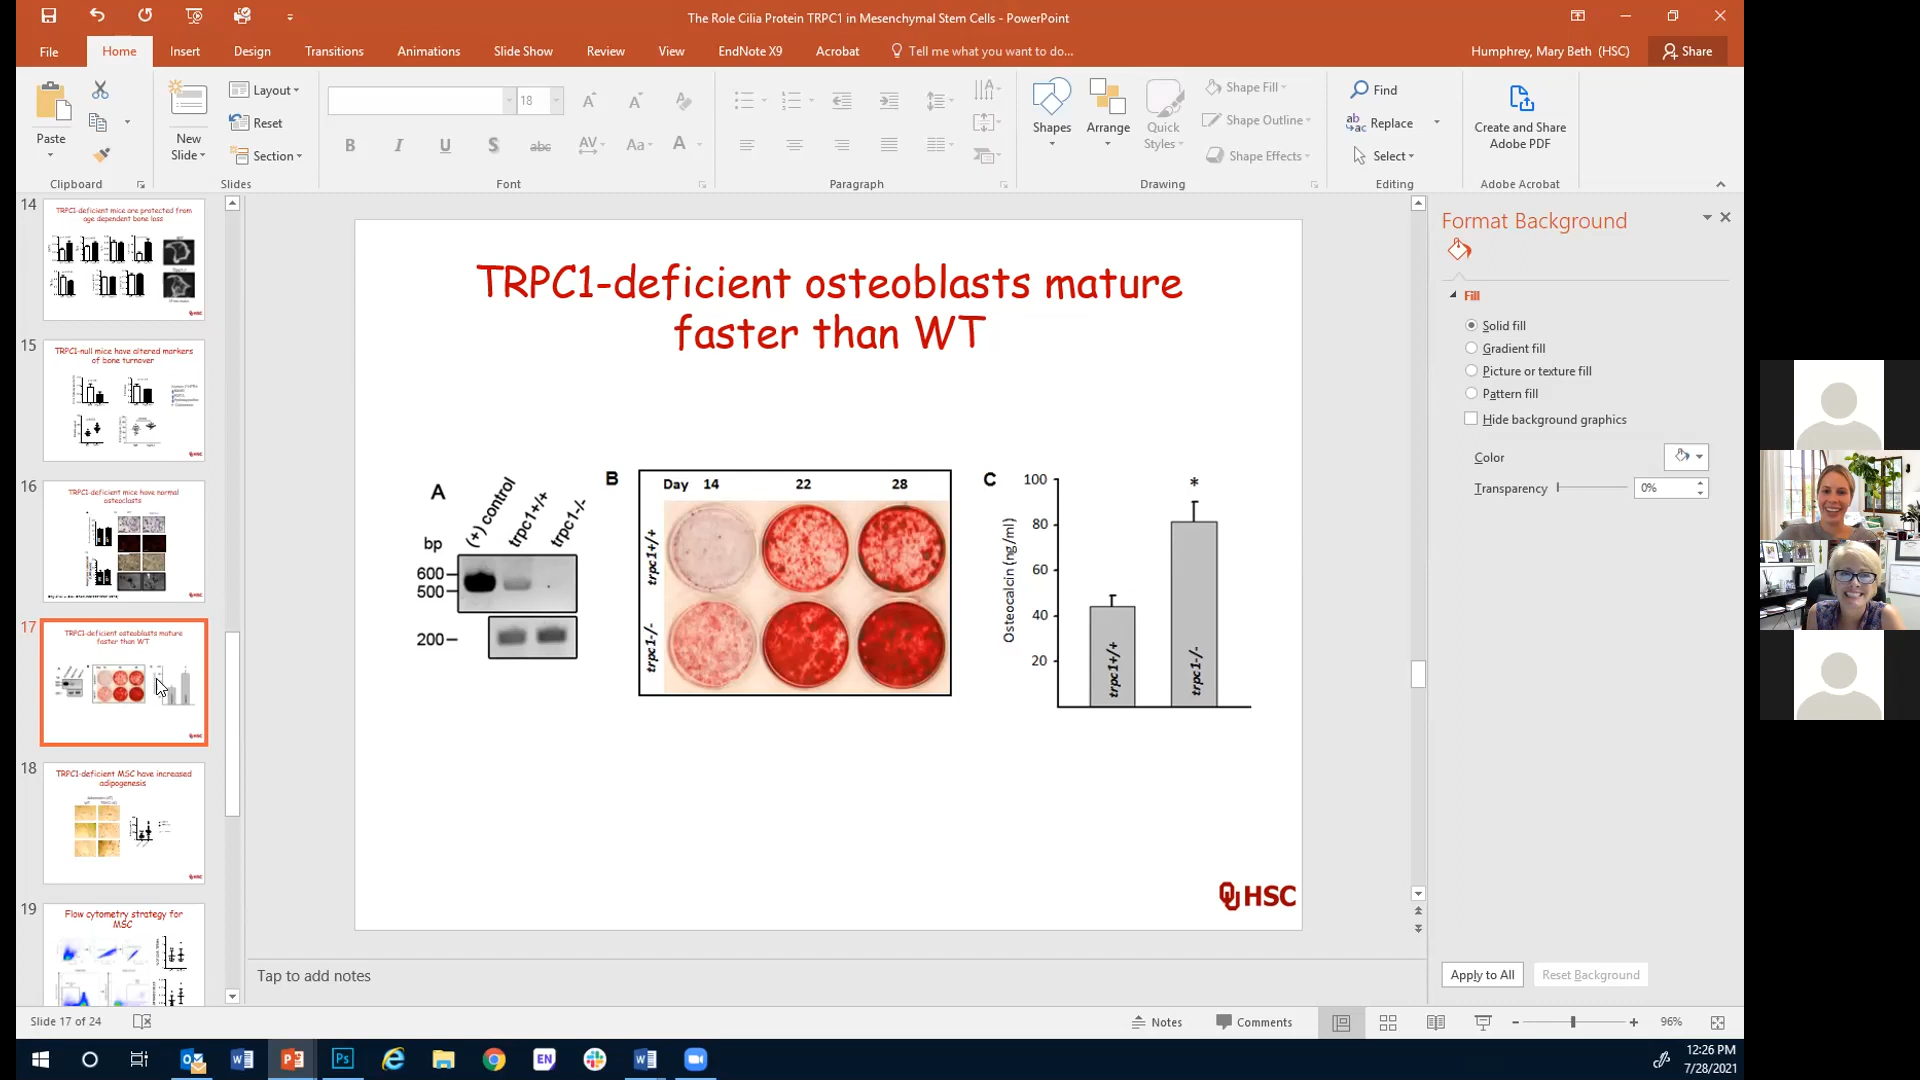 The Role Cilia Protein TRPC1 in Mesenchymal Stem Cells - PowerPoint
File
Home
Insert
Design
Transitions
Animations
Slide Show
Review
View
EndNote X9
Acrobat
Tell me what you want to do...
Humphrey, Mary Beth (HSC)
Share
Paste
New
Slide
Layout
Reset
Section
18
Shapes
Arrange
Quick
Styles
Shape Fill
Shape Outline
Shape Effects
Find
Replace
Select
Create and Share
Adobe PDF
Clipboard
Slides
Font
Paragraph
Drawing
Editing
Adobe Acrobat
14
TRPC1-deficient mice are protected from
age dependent bone loss
15
TRPC1-null mice have altered markers
of bone turnover
16
TRPC1-deficient mice have normal
osteoclasts
17
TRPC1-deficient osteoblasts mature
faster than WT
18
TRPC1-deficient MSC have increased
adipogenesis
19
Flow cytometry strategy for
MSC
TRPC1-deficient osteoblasts mature
faster than WT
A
bp
(+) control
trpc1+/+
trpc1-/-
600
500
200
B
Day 14 22 28
trpc1+/+
trpc1-/-
C
Osteocalcin (ng/ml)
100
80
60
40
20
*
trpc1+/+
trpc1-/-
OU HSC
Tap to add notes
Format Background
Fill
Solid fill
Gradient fill
Picture or texture fill
Pattern fill
Hide background graphics
Color
Transparency
0%
Apply to All
Reset Background
Slide 17 of 24
Notes
Comments
96%
12:26 PM
7/28/2021